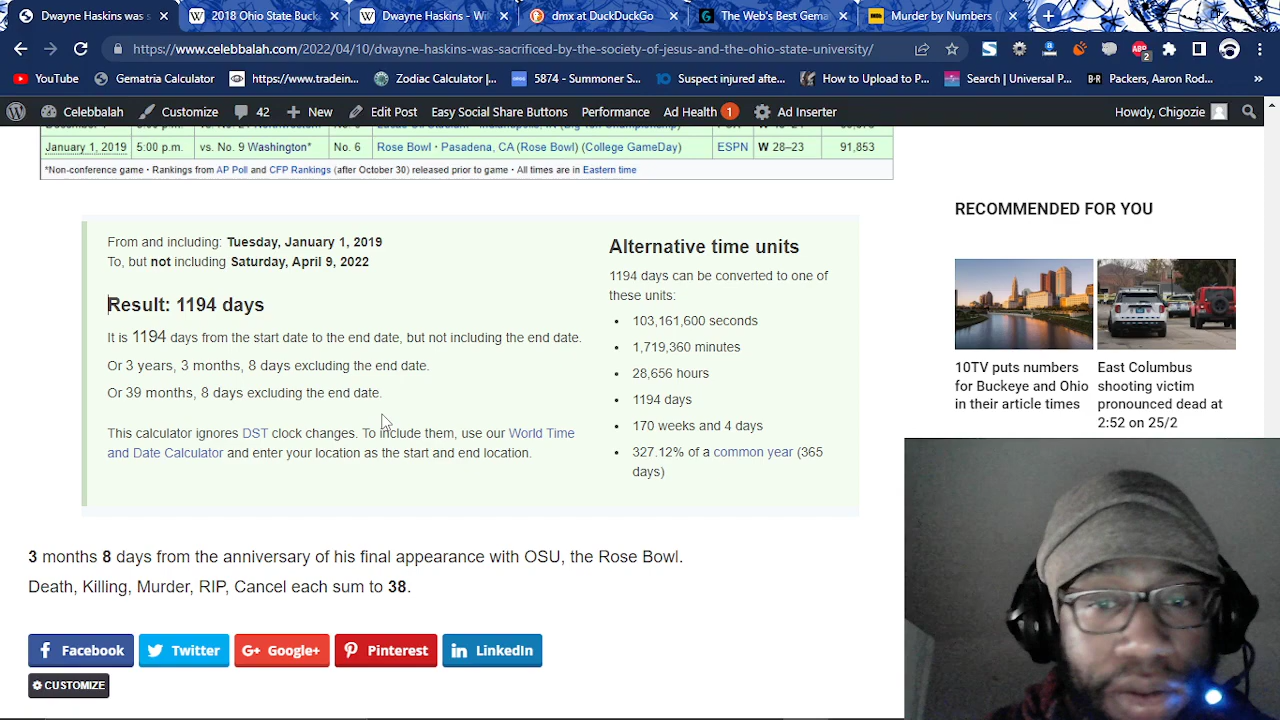 Dwayne Haskins was s
2018 Ohio State Buck
Dwayne Haskins - Wi
dmx at DuckDuckGo
The Web's Best Gema
Murder by Numbers (
https://www.celebbalah.com/2022/04/10/dwayne-haskins-was-sacrificed-by-the-society-of-jesus-and-the-ohio-state-university/
YouTube
Gematria Calculator
https://www.tradein...
Zodiac Calculator |...
5874 - Summoner S...
Suspect injured afte...
How to Upload to P...
Search | Universal P...
Packers, Aaron Rod...
Celebbalah
Customize
42
New
Edit Post
Easy Social Share Buttons
Performance
Ad Health 1
Ad Inserter
Howdy, Chigozie
January 1, 2019 5:00 p.m. vs. No. 9 Washington* No. 6 Rose Bowl • Pasadena, CA (Rose Bowl) (College GameDay) ESPN W 28–23 91,853
*Non-conference game • Rankings from AP Poll and CFP Rankings (after October 30) released prior to game • All times are in Eastern time
From and including: Tuesday, January 1, 2019
To, but not including Saturday, April 9, 2022
Result: 1194 days
It is 1194 days from the start date to the end date, but not including the end date.
Or 3 years, 3 months, 8 days excluding the end date.
Or 39 months, 8 days excluding the end date.
This calculator ignores DST clock changes. To include them, use our World Time
and Date Calculator and enter your location as the start and end location.
Alternative time units
1194 days can be converted to one of
these units:
• 103,161,600 seconds
• 1,719,360 minutes
• 28,656 hours
• 1194 days
• 170 weeks and 4 days
• 327.12% of a common year (365
days)
3 months 8 days from the anniversary of his final appearance with OSU, the Rose Bowl.
Death, Killing, Murder, RIP, Cancel each sum to 38.
Facebook
Twitter
Google+
Pinterest
LinkedIn
CUSTOMIZE
RECOMMENDED FOR YOU
10TV puts numbers
for Buckeye and Ohio
in their article times
East Columbus
shooting victim
pronounced dead at
2:52 on 25/2